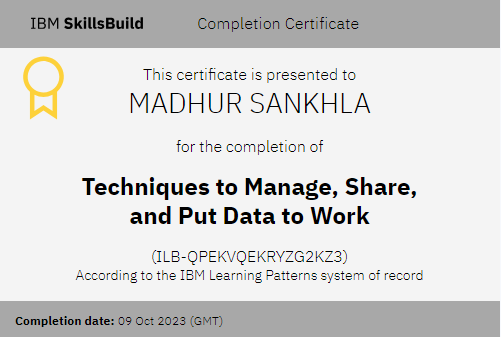 IBM SkillsBuild Completion Certificate
This certificate is presented to
MADHUR SANKHLA
for the completion of
Techniques to Manage, Share,
and Put Data to Work
(ILB-QPEKVQEKRYZG2KZ3)
According to the IBM Learning Patterns system of record
Completion date: 09 Oct 2023 (GMT)